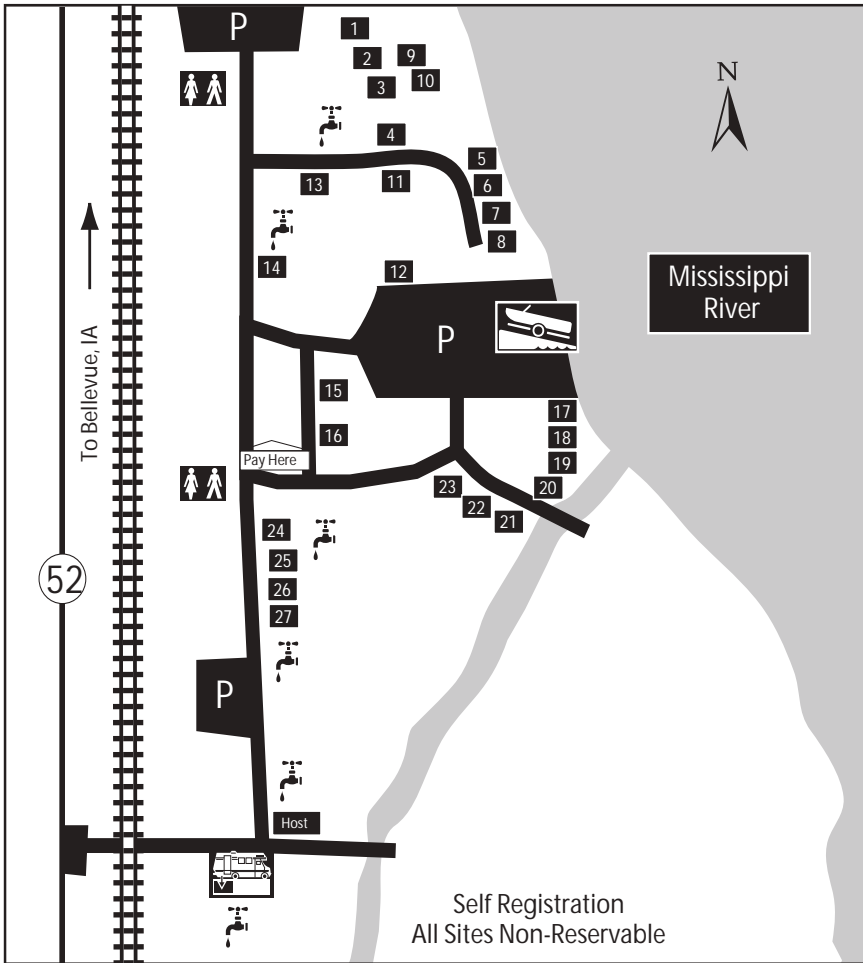 P
1
2
9
3
10
N
4
5
13
11
6
7
8
14
12
Mississippi
River
P
To Bellevue, IA
15
16
17
18
19
Pay Here
23
20
22
21
24
25
52
26
27
P
Host
Self Registration
All Sites Non-Reservable